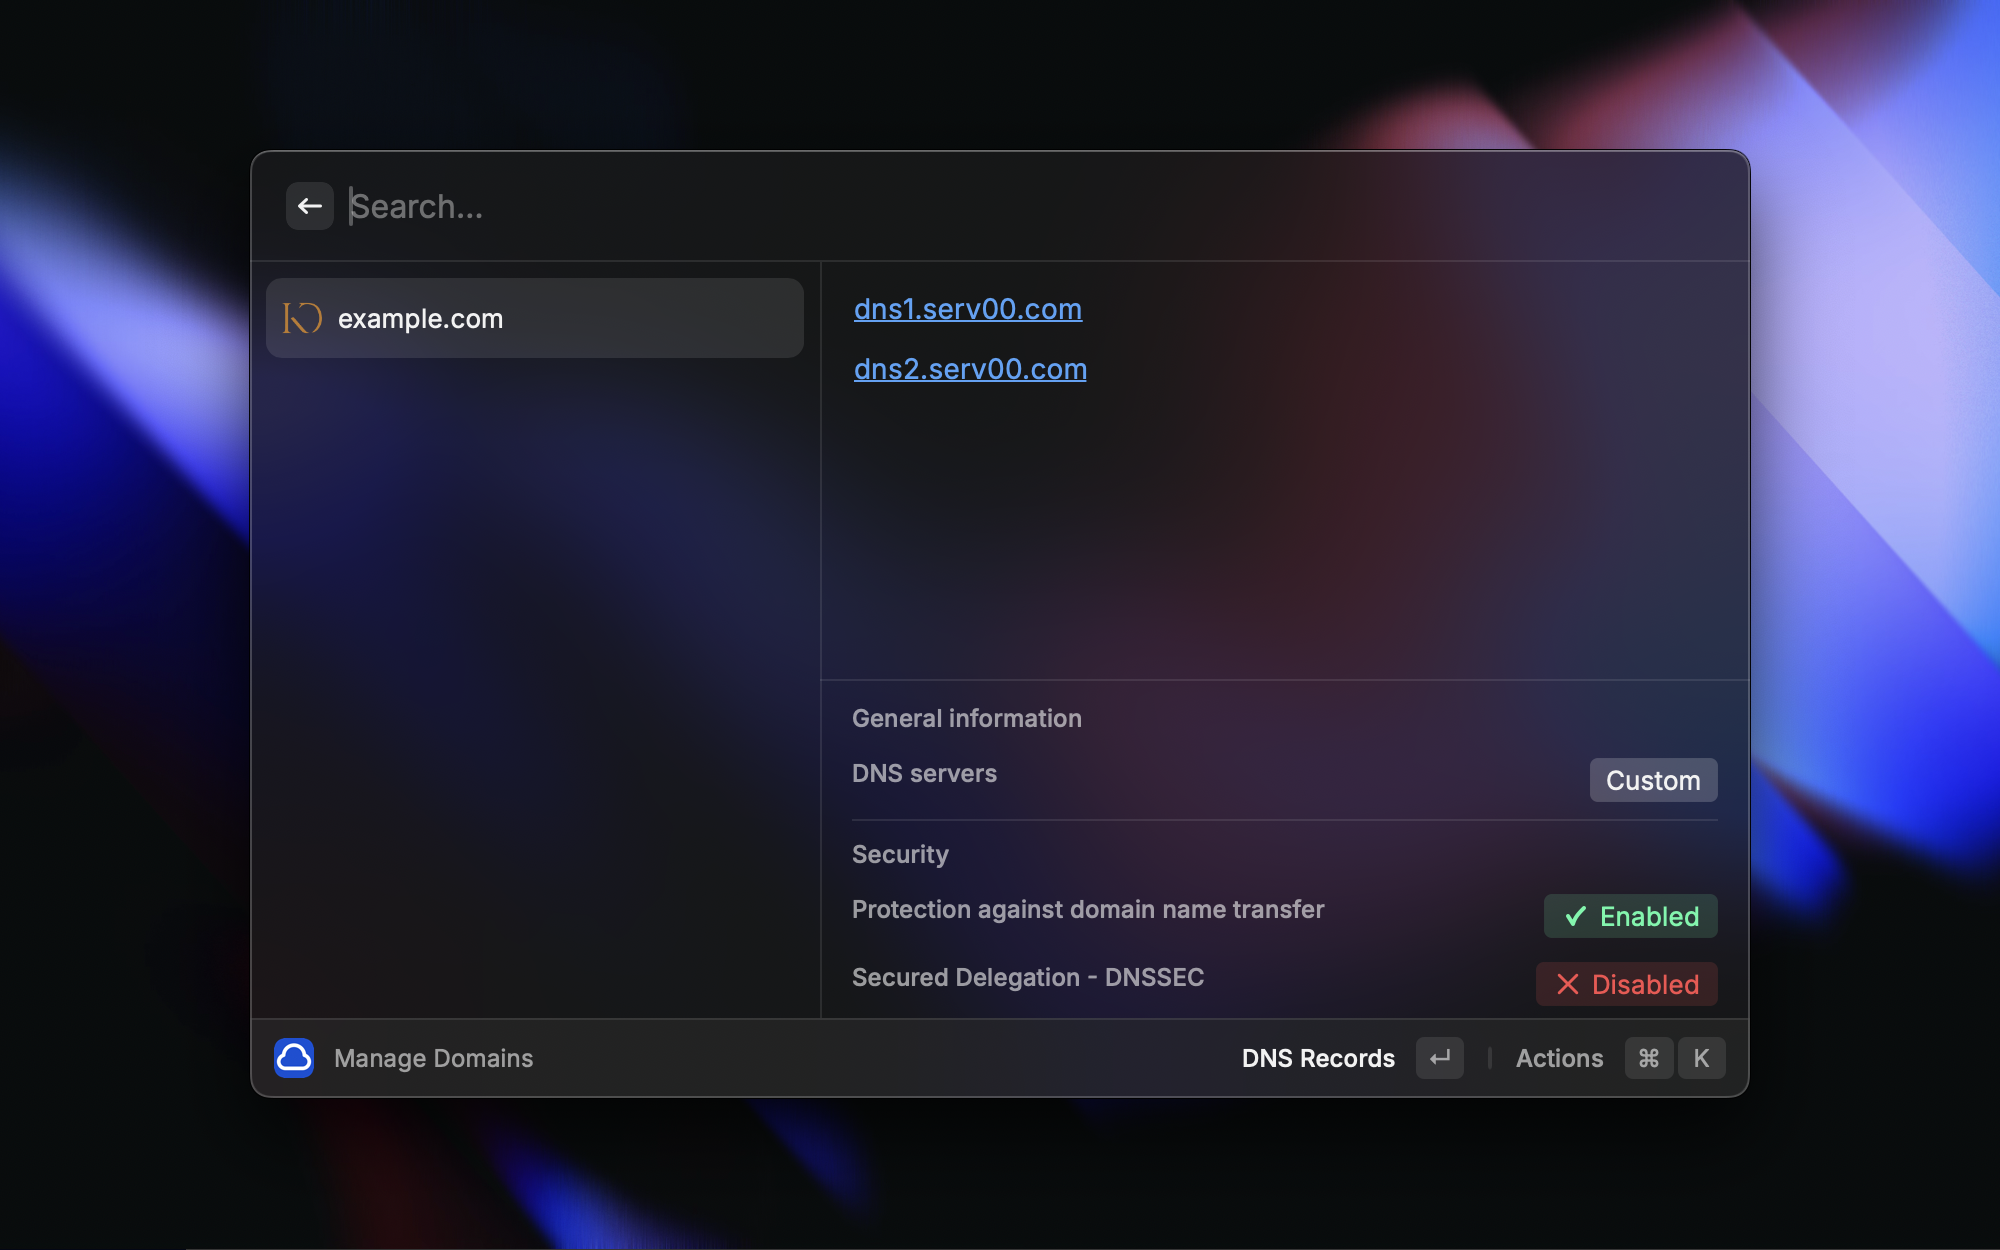 Search...
example.com
dns1.serv00.com
dns2.serv00.com
General information
DNS servers
Custom
Security
Protection against domain name transfer
✓ Enabled
Secured Delegation - DNSSEC
✕ Disabled
Manage Domains
DNS Records ↵ | Actions ⌘ K